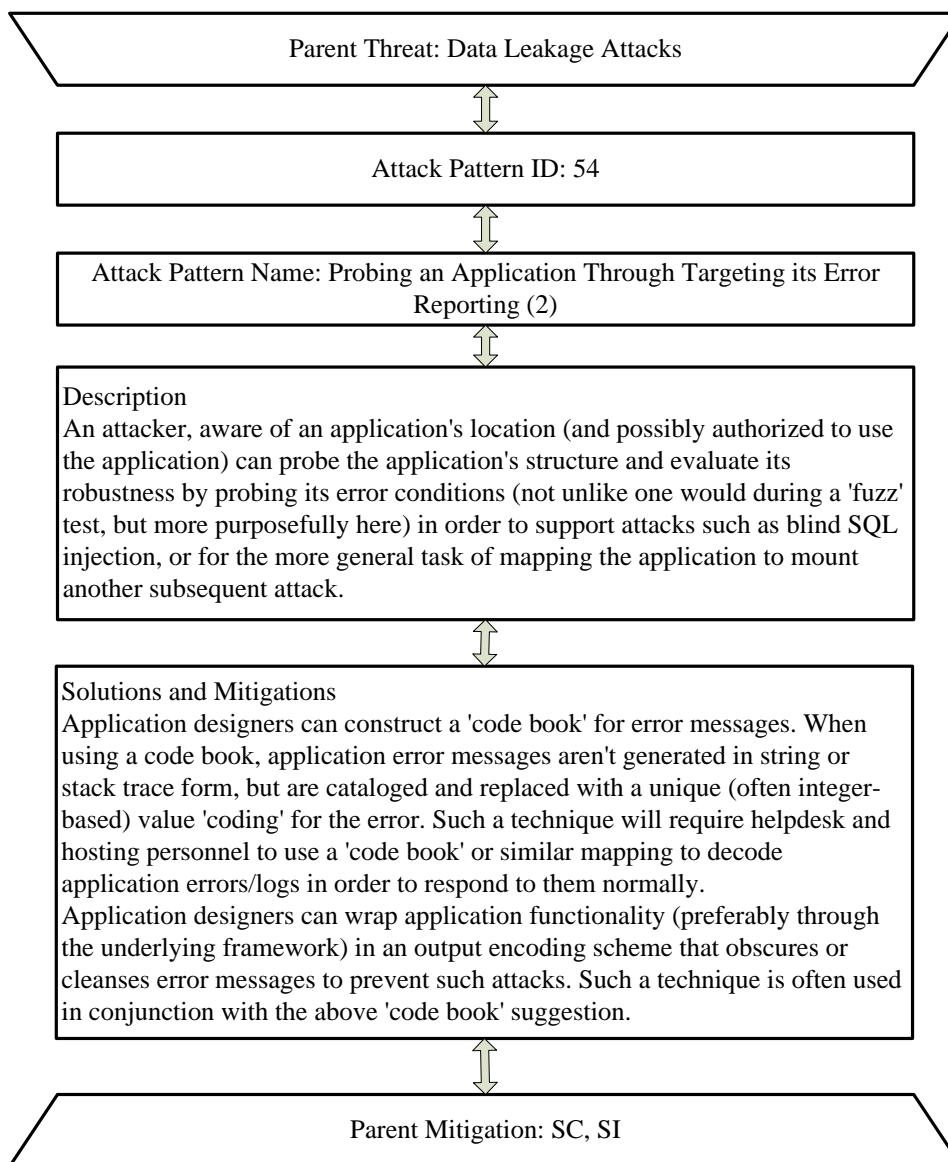 Parent Threat: Data Leakage Attacks
Attack Pattern ID: 54
Attack Pattern Name: Probing an Application Through Targeting its Error
Reporting (2)
Description
An attacker, aware of an application's location (and possibly authorized to use
the application) can probe the application's structure and evaluate its
robustness by probing its error conditions (not unlike one would during a 'fuzz'
test, but more purposefully here) in order to support attacks such as blind SQL
injection, or for the more general task of mapping the application to mount
another subsequent attack.
Solutions and Mitigations
Application designers can construct a 'code book' for error messages. When
using a code book, application error messages aren't generated in string or
stack trace form, but are cataloged and replaced with a unique (often integer-
based) value 'coding' for the error. Such a technique will require helpdesk and
hosting personnel to use a 'code book' or similar mapping to decode
application errors/logs in order to respond to them normally.
Application designers can wrap application functionality (preferably through
the underlying framework) in an output encoding scheme that obscures or
cleanses error messages to prevent such attacks. Such a technique is often used
in conjunction with the above 'code book' suggestion.
Parent Mitigation: SC, SI